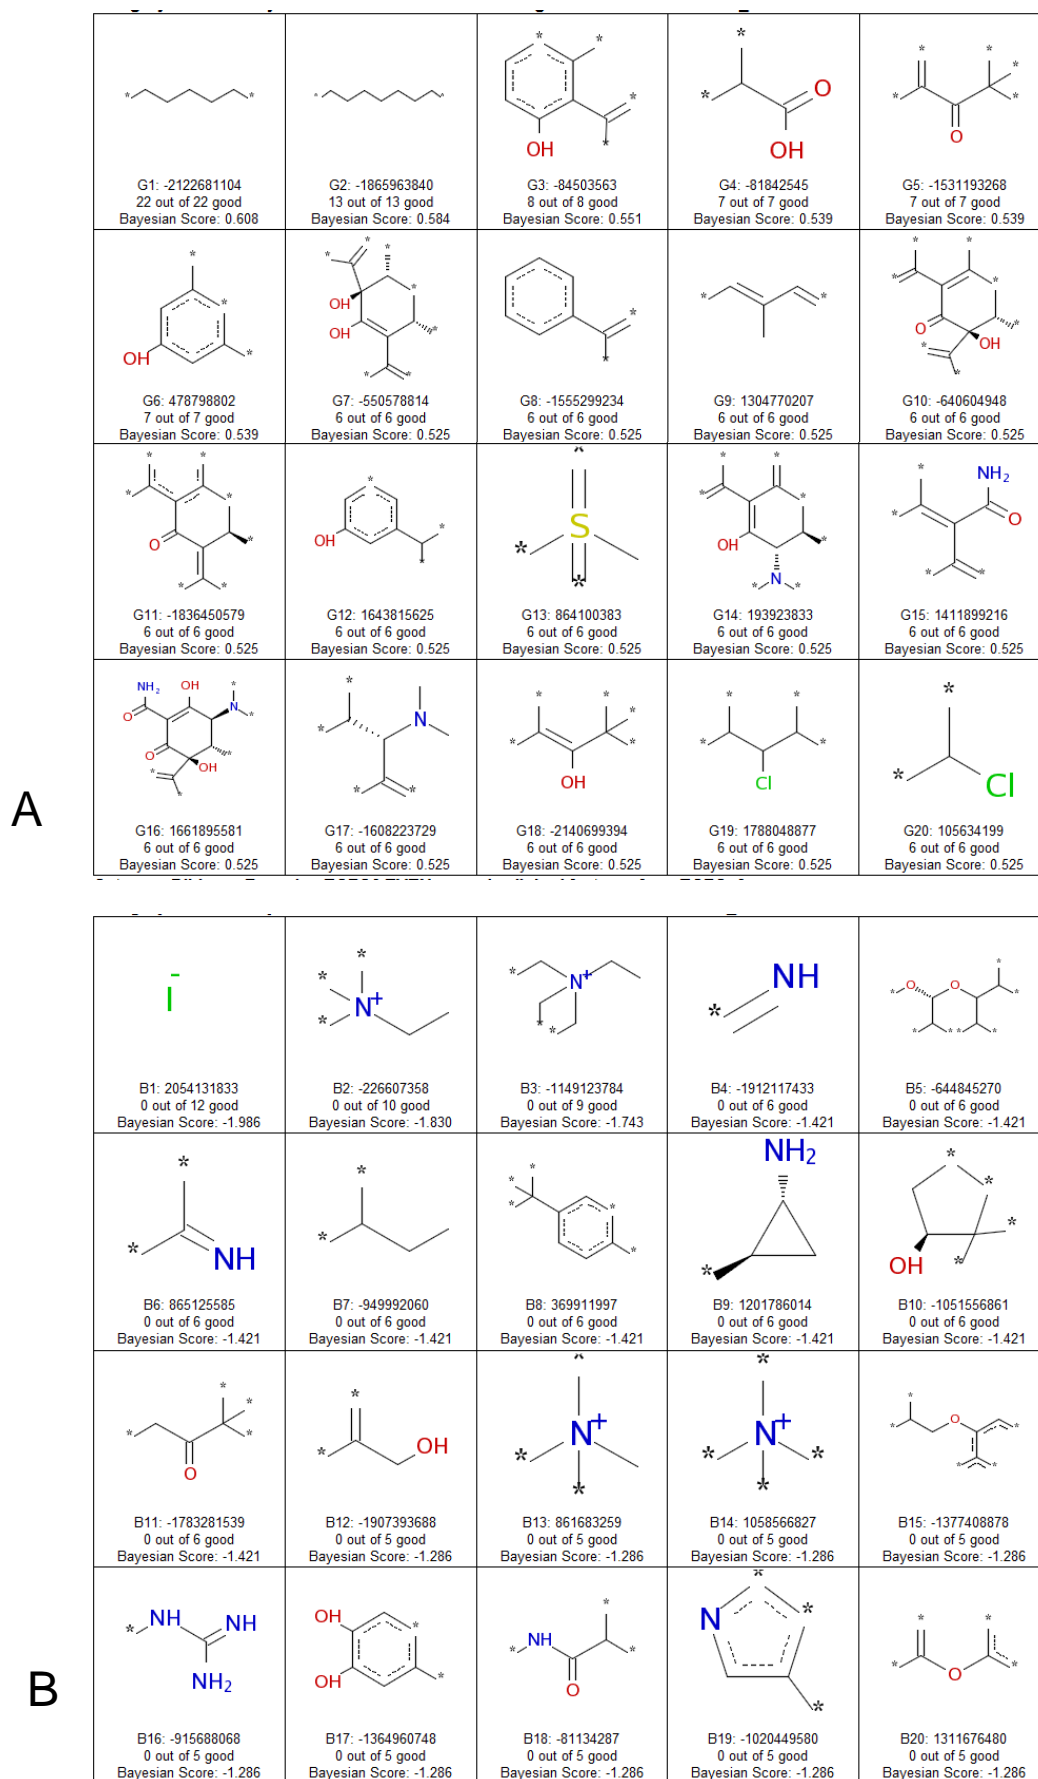 G1: -2122681104
22 out of 22 good
Bayesian Score: 0.608
G2: -1865963840
13 out of 13 good
Bayesian Score: 0.584
OH
G3: -84503563
8 out of 8 good
Bayesian Score: 0.551
O
OH
G4: -81842545
7 out of 7 good
Bayesian Score: 0.539
O
G5: -1531193268
7 out of 7 good
Bayesian Score: 0.539
OH
G6: 478798802
7 out of 7 good
Bayesian Score: 0.539
OH
OH
G7: -550578814
6 out of 6 good
Bayesian Score: 0.525
G8: -1555299234
6 out of 6 good
Bayesian Score: 0.525
G9: 1304770207
6 out of 6 good
Bayesian Score: 0.525
O
OH
G10: -640604948
6 out of 6 good
Bayesian Score: 0.525
O
G11: -1836450579
6 out of 6 good
Bayesian Score: 0.525
OH
G12: 1643815625
6 out of 6 good
Bayesian Score: 0.525
S
G13: 864100383
6 out of 6 good
Bayesian Score: 0.525
OH
N
G14: 193923833
6 out of 6 good
Bayesian Score: 0.525
NH2
O
G15: 1411899216
6 out of 6 good
Bayesian Score: 0.525
A
NH2
OH
O
N
O
OH
G16: 1661895581
6 out of 6 good
Bayesian Score: 0.525
N
G17: -1608223729
6 out of 6 good
Bayesian Score: 0.525
OH
G18: -2140699394
6 out of 6 good
Bayesian Score: 0.525
Cl
G19: 1788048877
6 out of 6 good
Bayesian Score: 0.525
Cl
G20: 105634199
6 out of 6 good
Bayesian Score: 0.525
I-
B1: 2054131833
0 out of 12 good
Bayesian Score: -1.986
N+
B2: -226607358
0 out of 10 good
Bayesian Score: -1.830
N+
B3: -1149123784
0 out of 9 good
Bayesian Score: -1.743
NH
B4: -1912117433
0 out of 6 good
Bayesian Score: -1.421
O
O
B5: -644845270
0 out of 6 good
Bayesian Score: -1.421
NH
B6: 865125585
0 out of 6 good
Bayesian Score: -1.421
B7: -949992060
0 out of 6 good
Bayesian Score: -1.421
B8: 369911997
0 out of 6 good
Bayesian Score: -1.421
NH2
B9: 1201786014
0 out of 6 good
Bayesian Score: -1.421
OH
B10: -1051556861
0 out of 6 good
Bayesian Score: -1.421
O
B11: -1783281539
0 out of 6 good
Bayesian Score: -1.421
OH
B12: -1907393688
0 out of 5 good
Bayesian Score: -1.286
N+
B13: 861683259
0 out of 5 good
Bayesian Score: -1.286
N+
B14: 1058566827
0 out of 5 good
Bayesian Score: -1.286
O
B15: -1377408878
0 out of 5 good
Bayesian Score: -1.286
B
NH
NH
NH2
B16: -915688068
0 out of 5 good
Bayesian Score: -1.286
OH
OH
B17: -1364960748
0 out of 5 good
Bayesian Score: -1.286
NH
O
B18: -81134287
0 out of 5 good
Bayesian Score: -1.286
N
B19: -1020449580
0 out of 5 good
Bayesian Score: -1.286
O
B20: 1311676480
0 out of 5 good
Bayesian Score: -1.286